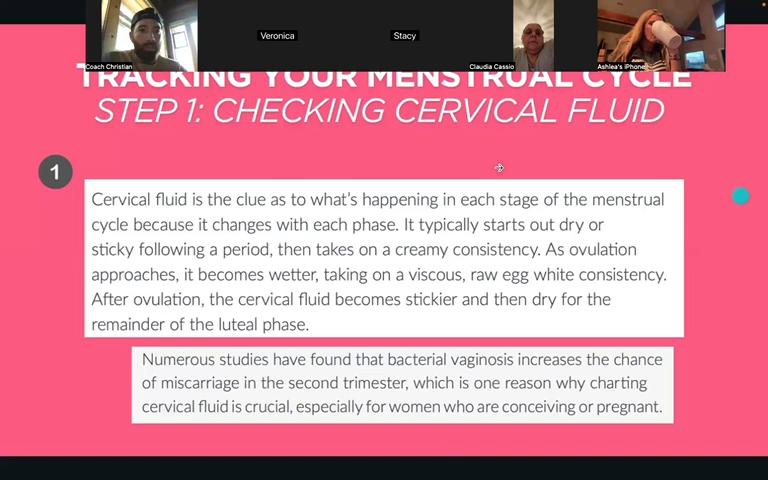 Veronica
Stacy
Coach Christian
Claudia Cassio
Ashlea's iPhone
TRACKING YOUR MENSTRUAL CYCLE
STEP 1: CHECKING CERVICAL FLUID
1
Cervical fluid is the clue as to what's happening in each stage of the menstrual
cycle because it changes with each phase. It typically starts out dry or
sticky following a period, then takes on a creamy consistency. As ovulation
approaches, it becomes wetter, taking on a viscous, raw egg white consistency.
After ovulation, the cervical fluid becomes stickier and then dry for the
remainder of the luteal phase.
Numerous studies have found that bacterial vaginosis increases the chance
of miscarriage in the second trimester, which is one reason why charting
cervical fluid is crucial, especially for women who are conceiving or pregnant.